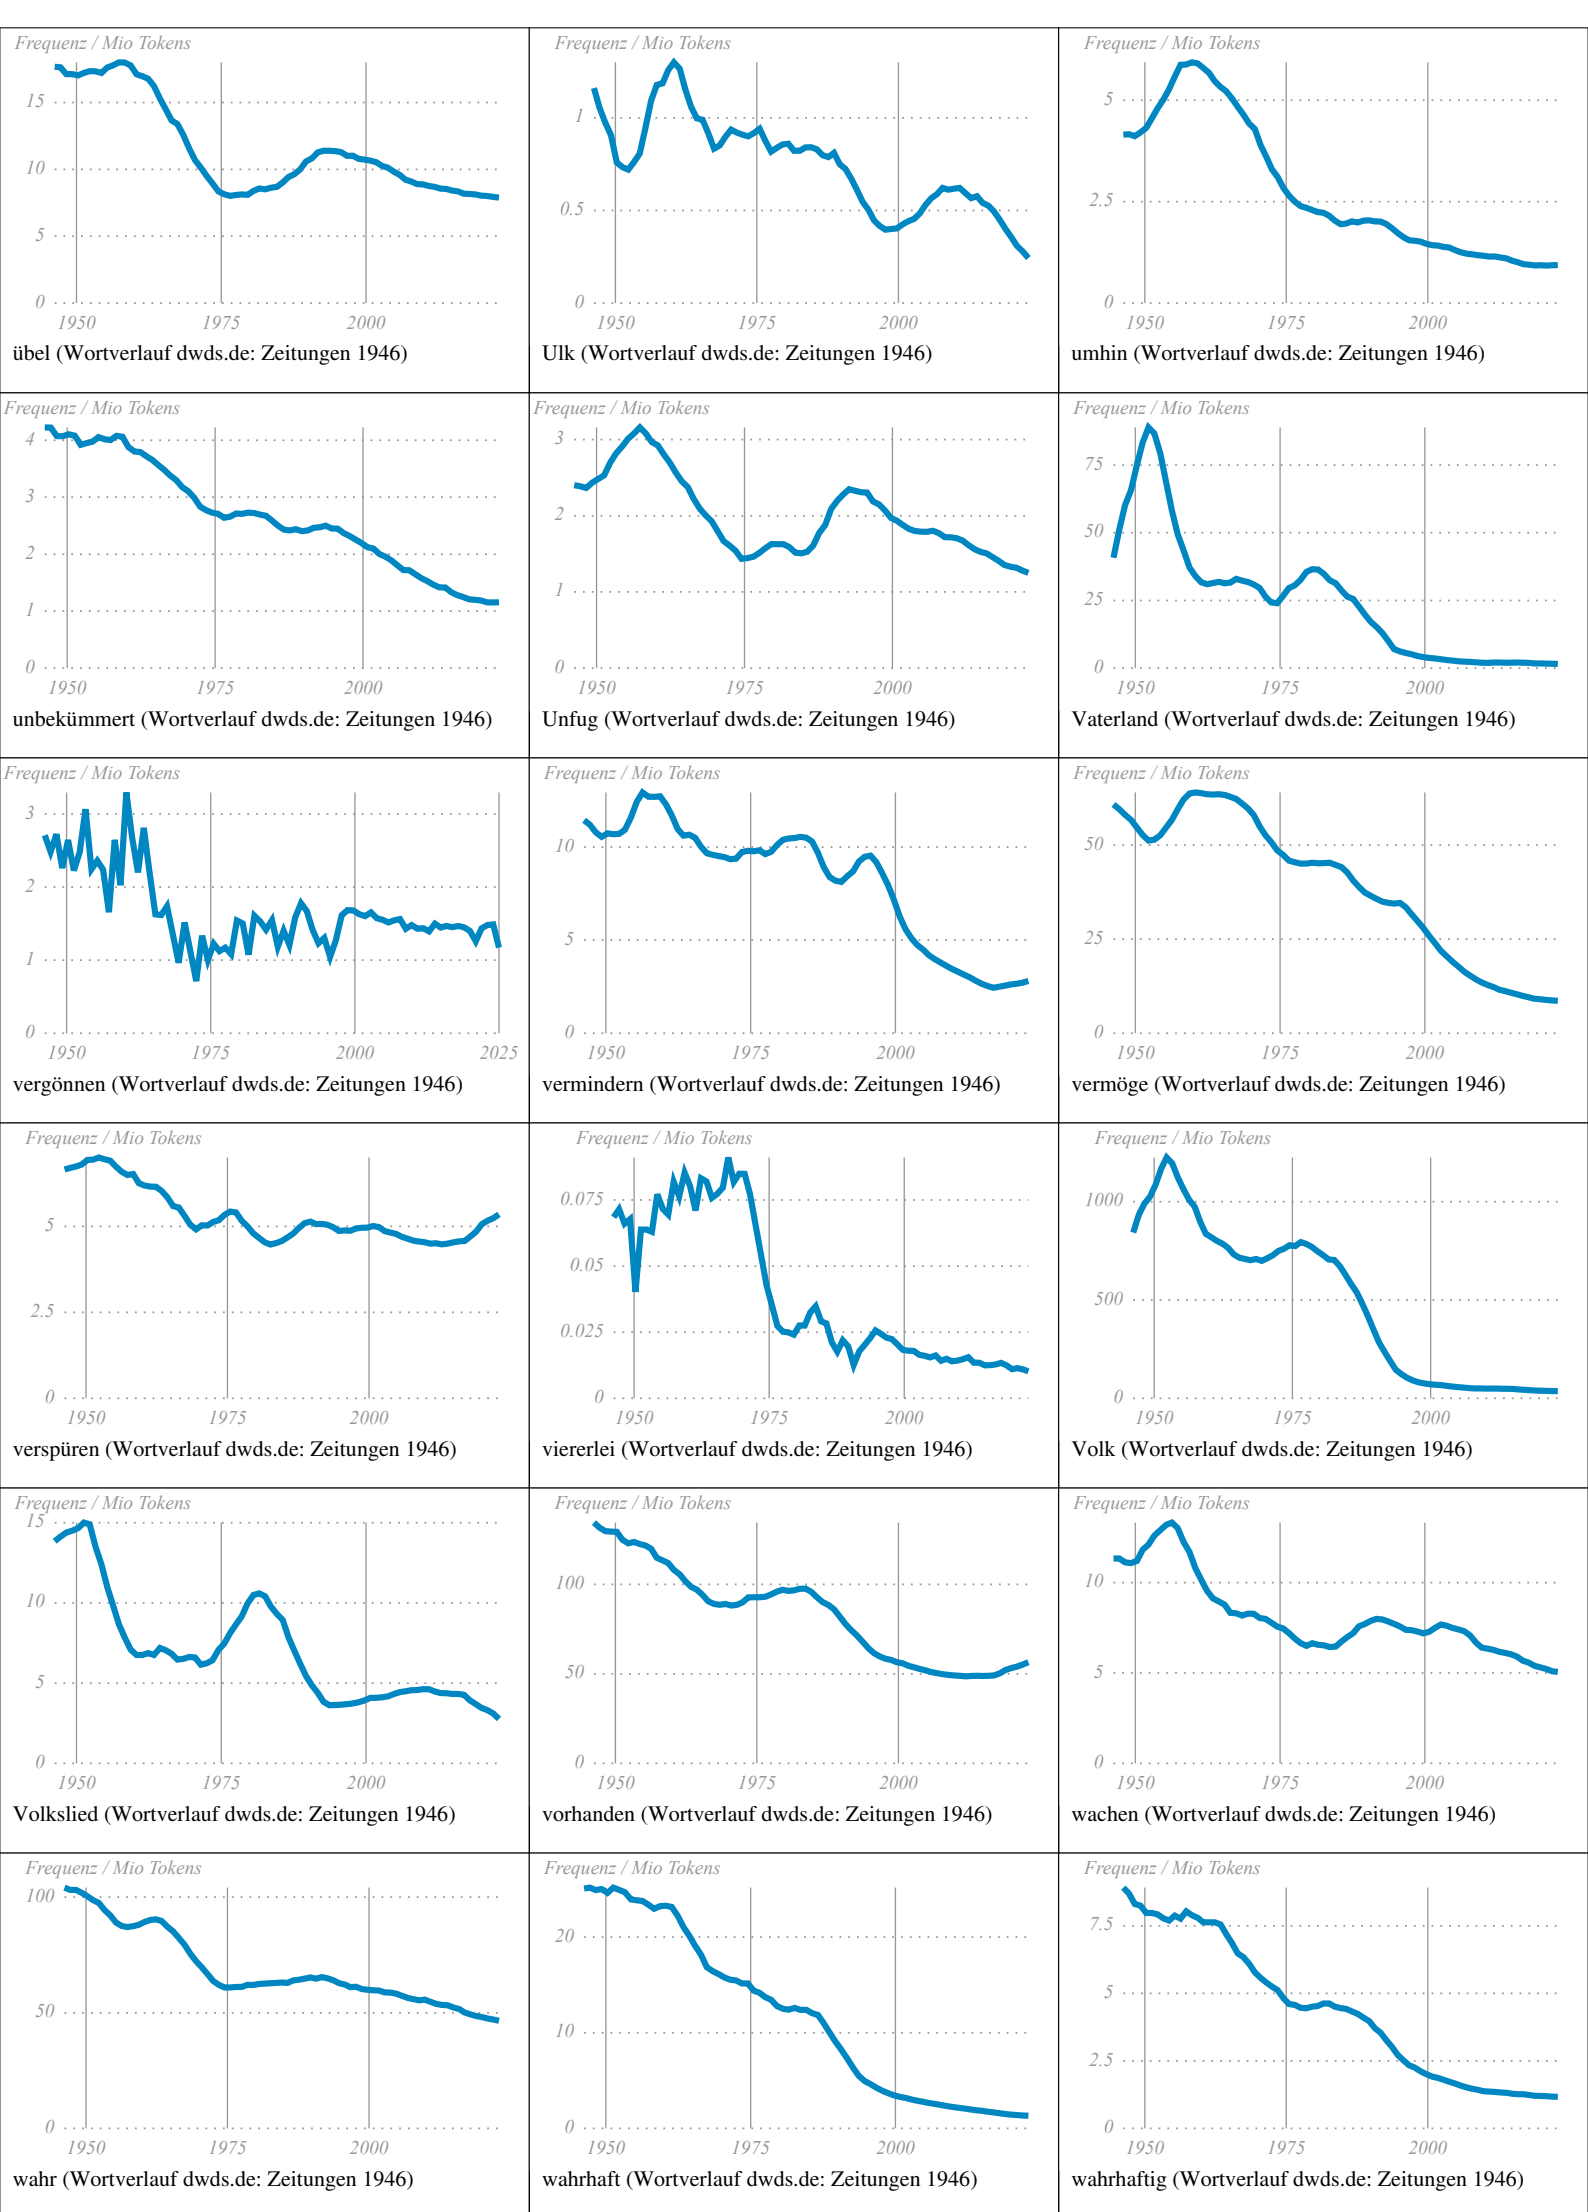 Frequenz / Mio Tokens
15
10
5
0
1950 1975 2000
übel (Wortverlauf dwds.de: Zeitungen 1946)
Frequenz / Mio Tokens
1
0.5
0
1950 1975 2000
Ulk (Wortverlauf dwds.de: Zeitungen 1946)
Frequenz / Mio Tokens
5
2.5
0
1950 1975 2000
umhin (Wortverlauf dwds.de: Zeitungen 1946)
Frequenz / Mio Tokens
4
3
2
1
0
1950 1975 2000
unbekümmert (Wortverlauf dwds.de: Zeitungen 1946)
Frequenz / Mio Tokens
3
2
1
0
1950 1975 2000
Unfug (Wortverlauf dwds.de: Zeitungen 1946)
Frequenz / Mio Tokens
75
50
25
0
1950 1975 2000
Vaterland (Wortverlauf dwds.de: Zeitungen 1946)
Frequenz / Mio Tokens
3
2
1
0
1950 1975 2000 2025
vergönnen (Wortverlauf dwds.de: Zeitungen 1946)
Frequenz / Mio Tokens
10
5
0
1950 1975 2000
vermindern (Wortverlauf dwds.de: Zeitungen 1946)
Frequenz / Mio Tokens
50
25
0
1950 1975 2000
vermöge (Wortverlauf dwds.de: Zeitungen 1946)
Frequenz / Mio Tokens
5
2.5
0
1950 1975 2000
verspüren (Wortverlauf dwds.de: Zeitungen 1946)
Frequenz / Mio Tokens
0.075
0.05
0.025
0
1950 1975 2000
viererlei (Wortverlauf dwds.de: Zeitungen 1946)
Frequenz / Mio Tokens
1000
500
0
1950 1975 2000
Volk (Wortverlauf dwds.de: Zeitungen 1946)
Frequenz / Mio Tokens
15
10
5
0
1950 1975 2000
Volkslied (Wortverlauf dwds.de: Zeitungen 1946)
Frequenz / Mio Tokens
100
50
0
1950 1975 2000
vorhanden (Wortverlauf dwds.de: Zeitungen 1946)
Frequenz / Mio Tokens
10
5
0
1950 1975 2000
wachen (Wortverlauf dwds.de: Zeitungen 1946)
Frequenz / Mio Tokens
100
50
0
1950 1975 2000
wahr (Wortverlauf dwds.de: Zeitungen 1946)
Frequenz / Mio Tokens
20
10
0
1950 1975 2000
wahrhaft (Wortverlauf dwds.de: Zeitungen 1946)
Frequenz / Mio Tokens
7.5
5
2.5
0
1950 1975 2000
wahrhaftig (Wortverlauf dwds.de: Zeitungen 1946)